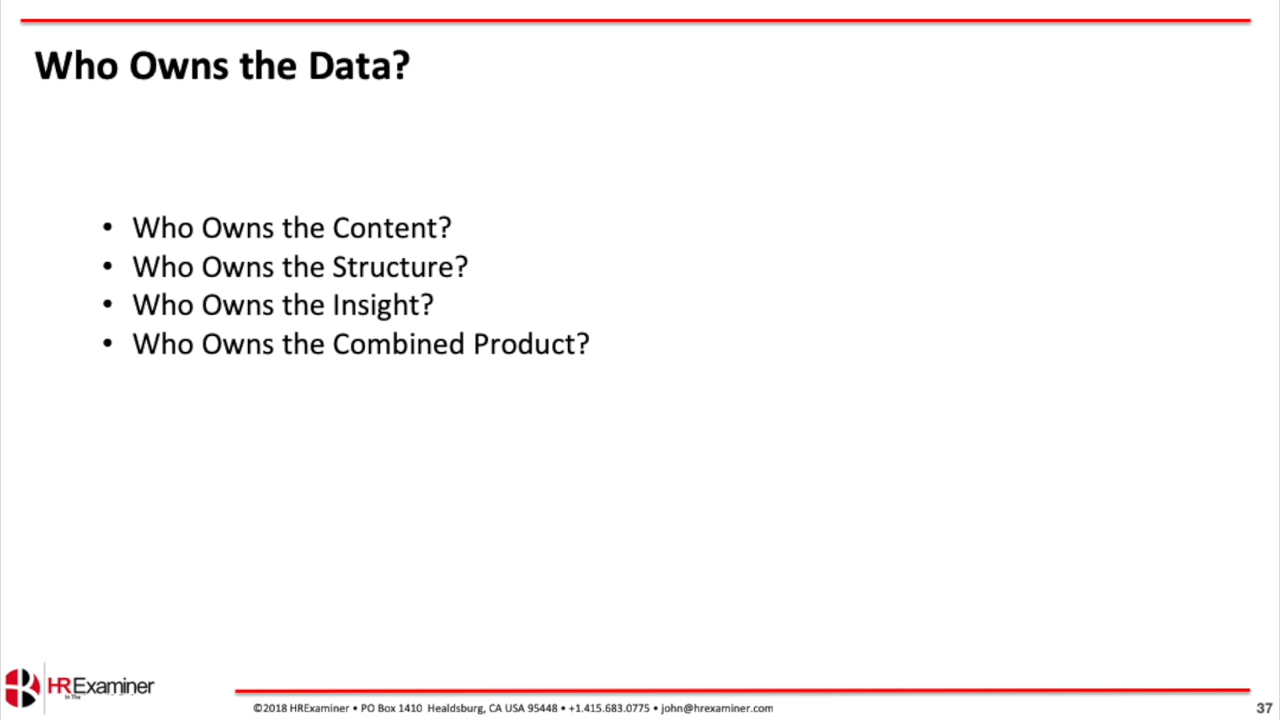 Who Owns the Data?
• Who Owns the Content?
• Who Owns the Structure?
• Who Owns the Insight?
• Who Owns the Combined Product?
HRExaminer
In The
©2018 HRExaminer • PO Box 1410 Healdsburg, CA USA 95448 • +1.415.683.0775 • john@hrexaminer.com
37